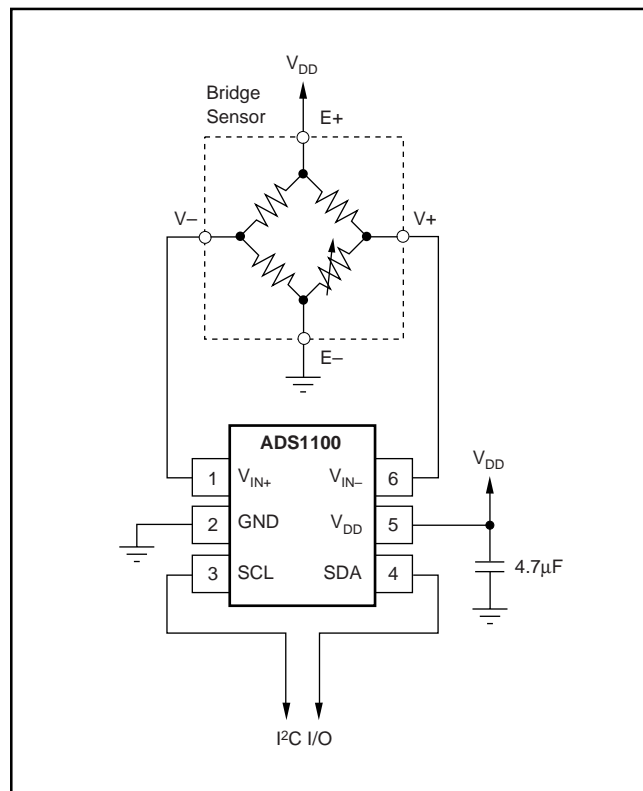 V_DD
Bridge
Sensor
E+
V–
V+
E–
ADS1100
1 V_IN+ V_IN– 6
2 GND V_DD 5
3 SCL SDA 4
V_DD
4.7μF
I²C I/O